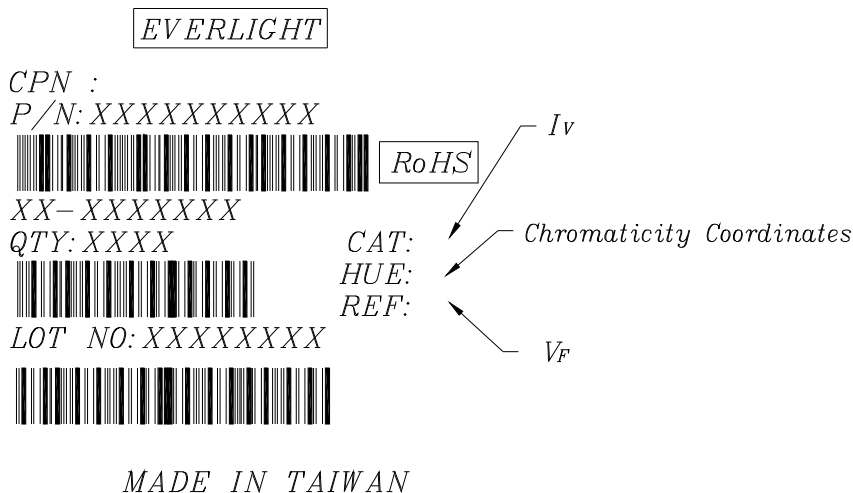 EVERLIGHT
CPN :
P/N: XXXXXXXXXX
RoHS
XX-XXXXXXX
QTY: XXXX
CAT:
HUE:
REF:
LOT NO: XXXXXXXX
MADE IN TAIWAN
Iv
Chromaticity Coordinates
VF